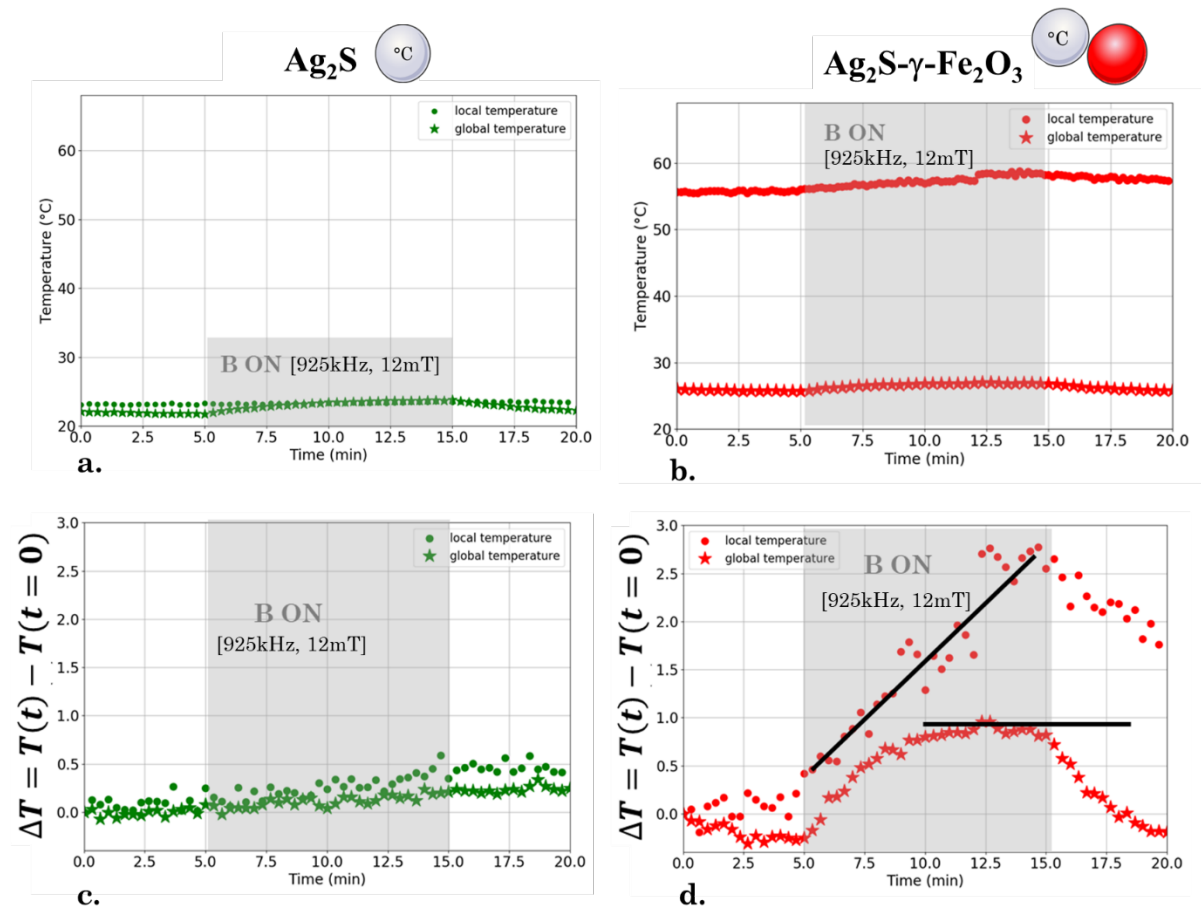 Ag₂S °C
local temperature
global temperature
B ON [925kHz, 12mT]
Temperature (°C)
60
50
40
30
20
0.0 2.5 5.0 7.5 10.0 12.5 15.0 17.5 20.0
Time (min)
a.
Ag₂S-γ-Fe₂O₃ °C
local temperature
global temperature
B ON
[925kHz, 12mT]
Temperature (°C)
60
50
40
30
20
0.0 2.5 5.0 7.5 10.0 12.5 15.0 17.5 20.0
Time (min)
b.
ΔT = T(t) − T(t = 0)
3.0
2.5
2.0
1.5
1.0
0.5
0.0
local temperature
global temperature
B ON
[925kHz, 12mT]
0.0 2.5 5.0 7.5 10.0 12.5 15.0 17.5 20.0
Time (min)
c.
ΔT = T(t) − T(t = 0)
3.0
2.5
2.0
1.5
1.0
0.5
0.0
local temperature
global temperature
B ON
[925kHz, 12mT]
0.0 2.5 5.0 7.5 10.0 12.5 15.0 17.5 20.0
Time (min)
d.